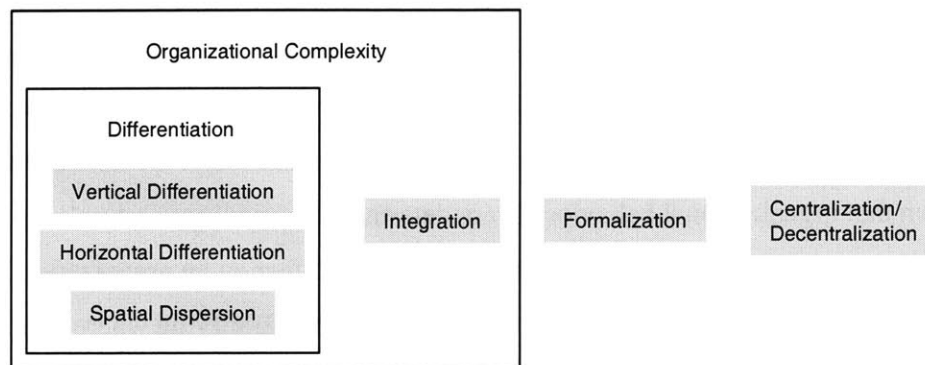 Organizational Complexity
Differentiation
Vertical Differentiation
Horizontal Differentiation
Spatial Dispersion
Integration
Formalization
Centralization/
Decentralization